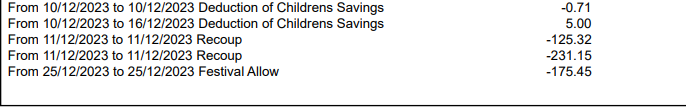 From 10/12/2023 to 10/12/2023 Deduction of Childrens Savings -0.71
From 10/12/2023 to 16/12/2023 Deduction of Childrens Savings 5.00
From 11/12/2023 to 11/12/2023 Recoup -125.32
From 11/12/2023 to 11/12/2023 Recoup -231.15
From 25/12/2023 to 25/12/2023 Festival Allow -175.45